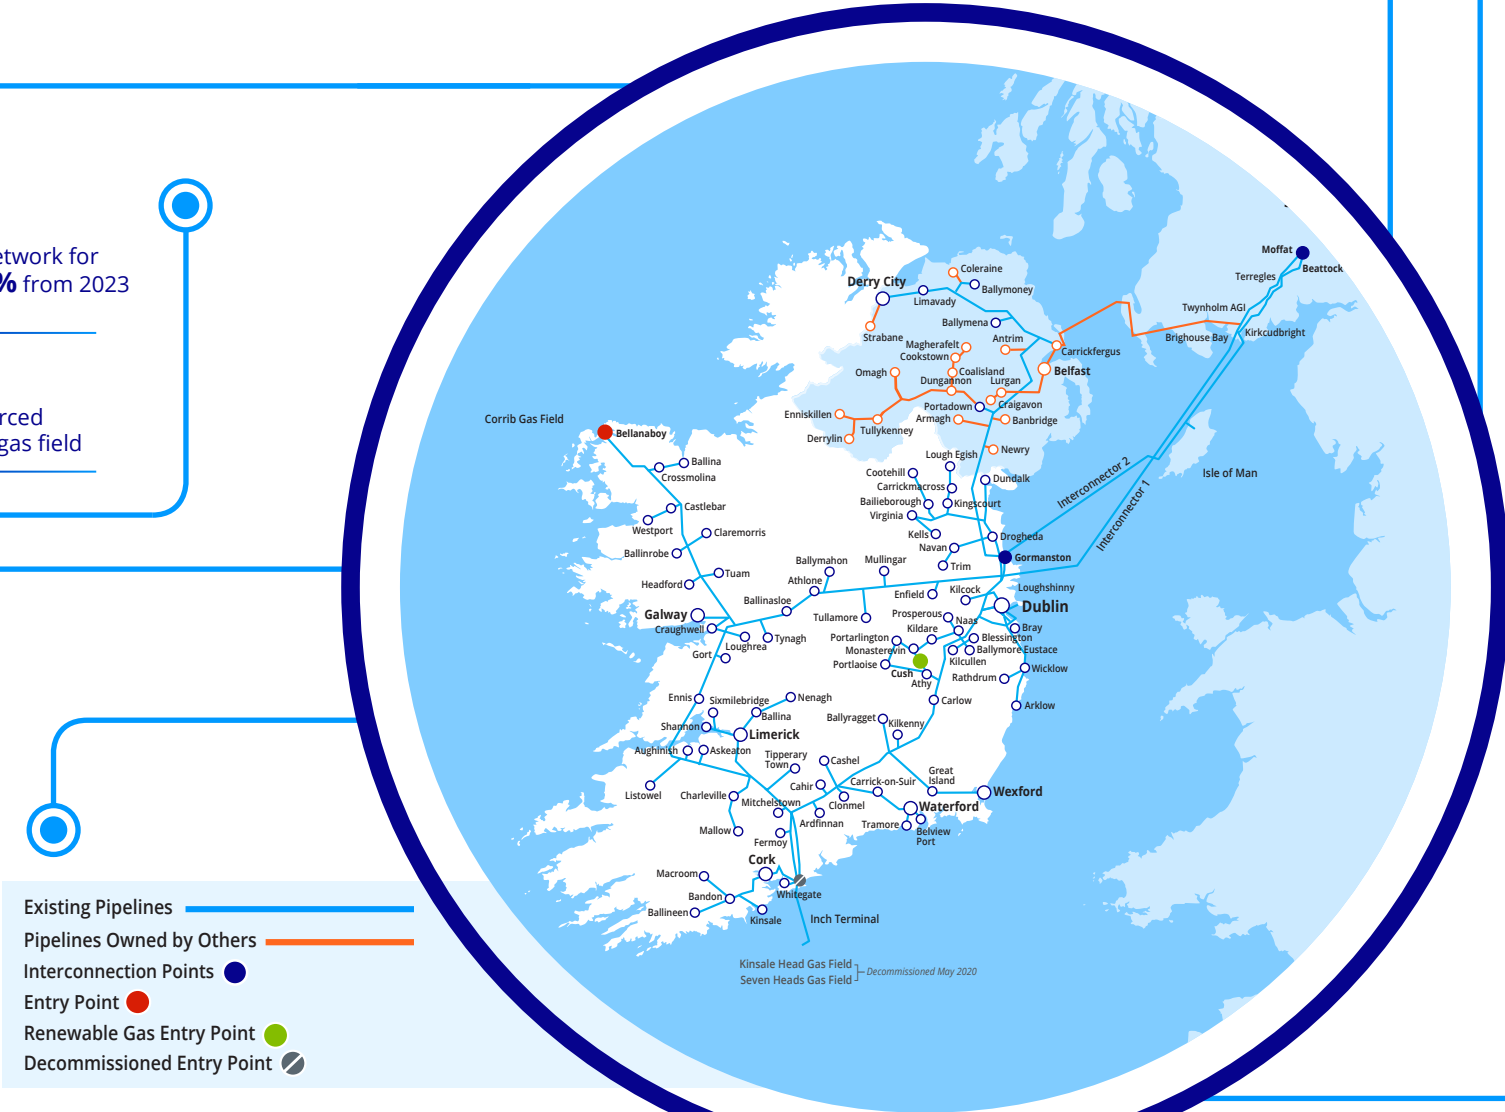 etwork for
% from 2023
rced
gas field
Existing Pipelines
Pipelines Owned by Others
Interconnection Points
Entry Point
Renewable Gas Entry Point
Decommissioned Entry Point
Moffat
Beattock
Terregles
Twynholm AGI
Brighouse Bay
Kirkcudbright
Coleraine
Derry City
Ballymoney
Limavady
Ballymena
Strabane
Antrim
Magherafelt
Carrickfergus
Cookstown
Omagh
Coalisland
Belfast
Dungannon
Lurgan
Portadown
Craigavon
Enniskillen
Armagh
Banbridge
Tullykenney
Derrylin
Newry
Corrib Gas Field
Bellanaboy
Ballina
Crossmolina
Lough Egish
Cootehill
Dundalk
Carrickmacross
Bailieborough
Kingscourt
Virginia
Interconnector 2
Isle of Man
Interconnector 1
Castlebar
Westport
Claremorris
Kells
Drogheda
Navan
Ballinrobe
Gormanston
Ballymahon
Mullingar
Trim
Tuam
Headford
Athlone
Enfield
Kilcock
Loughshinny
Ballinasloe
Dublin
Galway
Tullamore
Prosperous
Naas
Craughwell
Kildare
Bray
Loughrea
Tynagh
Portarlington
Blessington
Gort
Monasterevin
Ballymore Eustace
Portlaoise
Kilcullen
Cush
Wicklow
Athy
Rathdrum
Ennis
Sixmilebridge
Nenagh
Carlow
Arklow
Ballina
Shannon
Ballyragget
Kilkenny
Limerick
Aughinish
Askeaton
Tipperary
Town
Cashel
Great
Island
Carrick-on-Suir
Listowel
Charleville
Cahir
Wexford
Mitchelstown
Clonmel
Waterford
Ardfinnan
Tramore
Mallow
Belview
Port
Fermoy
Cork
Macroom
Whitegate
Bandon
Ballineen
Kinsale
Inch Terminal
Kinsale Head Gas Field
Seven Heads Gas Field
Decommissioned May 2020